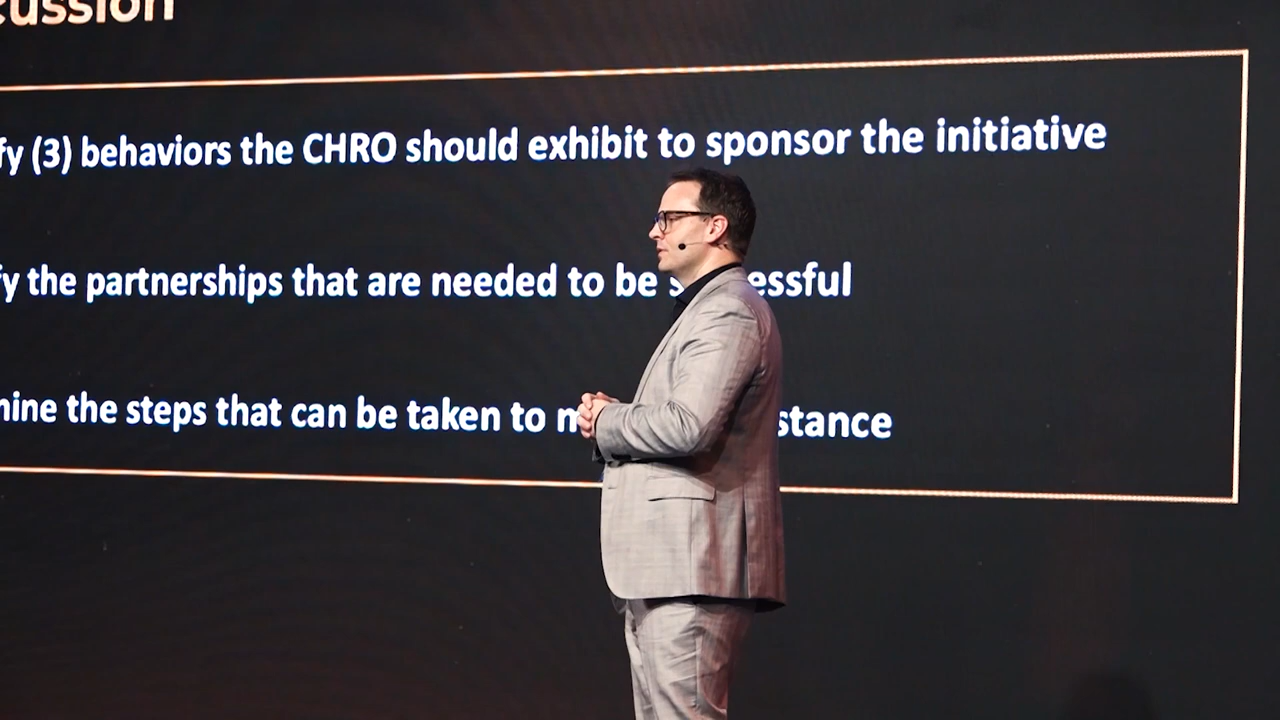 cussion
fy (3) behaviors the CHRO should exhibit to sponsor the initiative
fy the partnerships that are needed to be s essful
mine the steps that can be taken to m stance